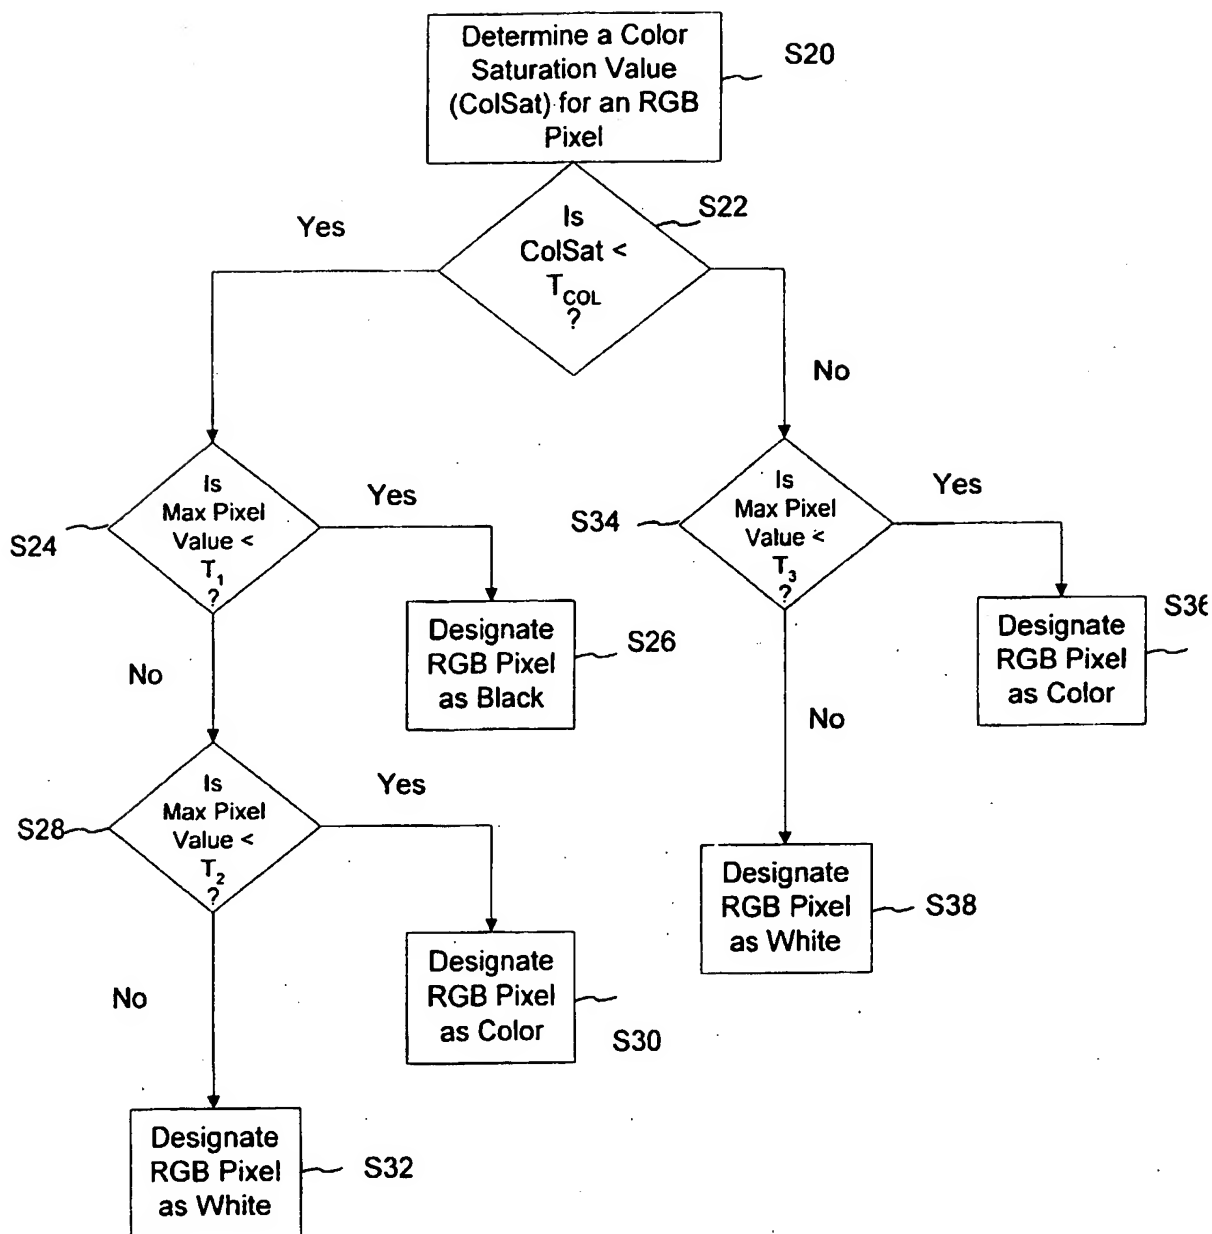 Determine a Color
Saturation Value
(ColSat) for an RGB
Pixel
S20
Is
ColSat <
T_COL
?
S22
Yes
No
Is
Max Pixel
Value <
T_1
?
S24
Yes
No
Designate
RGB Pixel
as Black
S26
Is
Max Pixel
Value <
T_3
?
S34
Yes
No
Designate
RGB Pixel
as Color
S36
Is
Max Pixel
Value <
T_2
?
S28
Yes
No
Designate
RGB Pixel
as Color
S30
Designate
RGB Pixel
as White
S38
Designate
RGB Pixel
as White
S32